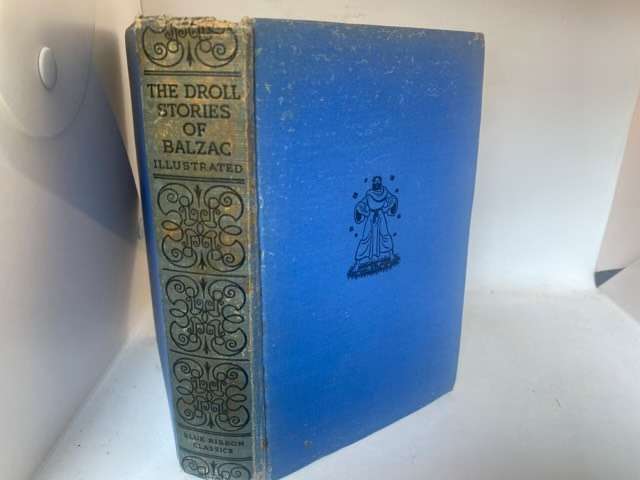 THE DROLL
STORIES
OF
BALZAC
ILLUSTRATED
BLUE RIBBON
CLASSICS